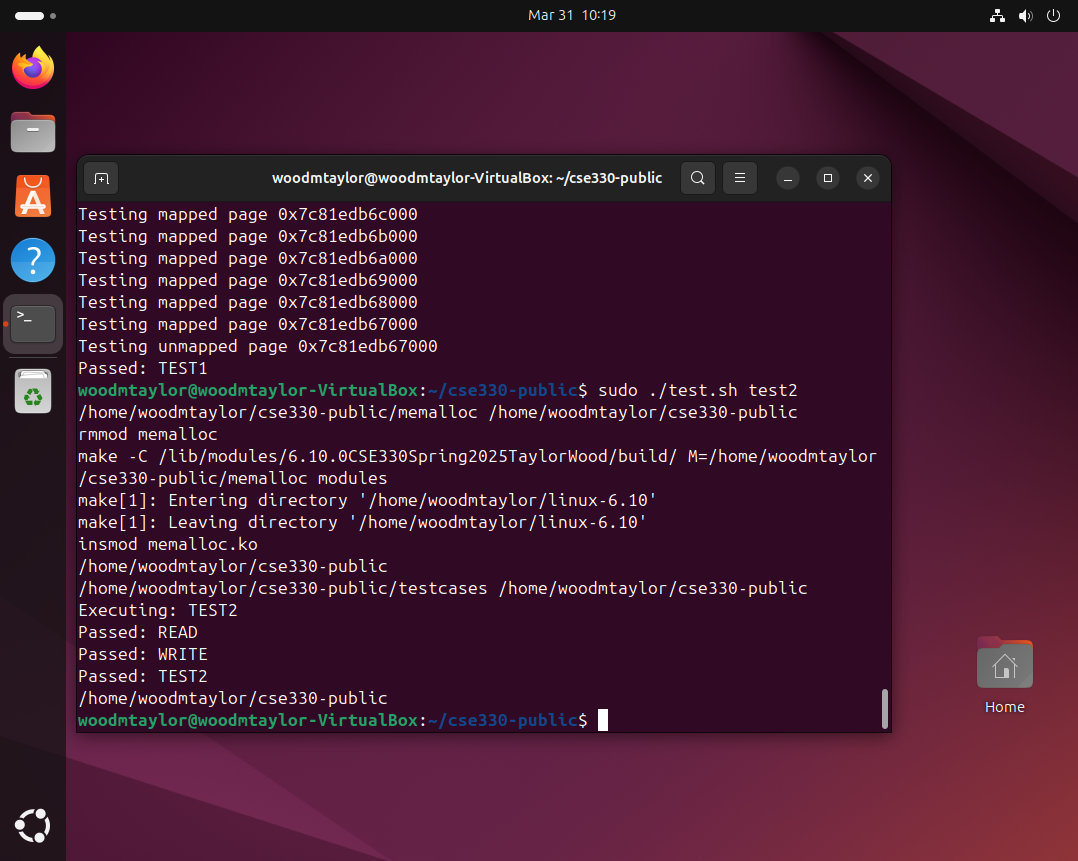 Mar 31 10:19
woodmtaylor@woodmtaylor-VirtualBox: ~/cse330-public
Testing mapped page 0x7c81edb6c000
Testing mapped page 0x7c81edb6b000
Testing mapped page 0x7c81edb6a000
Testing mapped page 0x7c81edb69000
Testing mapped page 0x7c81edb68000
Testing mapped page 0x7c81edb67000
Testing unmapped page 0x7c81edb67000
Passed: TEST1
woodmtaylor@woodmtaylor-VirtualBox:~/cse330-public$ sudo ./test.sh test2
/home/woodmtaylor/cse330-public/memalloc /home/woodmtaylor/cse330-public
rmmod memalloc
make -C /lib/modules/6.10.0CSE330Spring2025TaylorWood/build/ M=/home/woodmtaylor
/cse330-public/memalloc modules
make[1]: Entering directory '/home/woodmtaylor/linux-6.10'
make[1]: Leaving directory '/home/woodmtaylor/linux-6.10'
insmod memalloc.ko
/home/woodmtaylor/cse330-public
/home/woodmtaylor/cse330-public/testcases /home/woodmtaylor/cse330-public
Executing: TEST2
Passed: READ
Passed: WRITE
Passed: TEST2
/home/woodmtaylor/cse330-public
woodmtaylor@woodmtaylor-VirtualBox:~/cse330-public$
Home